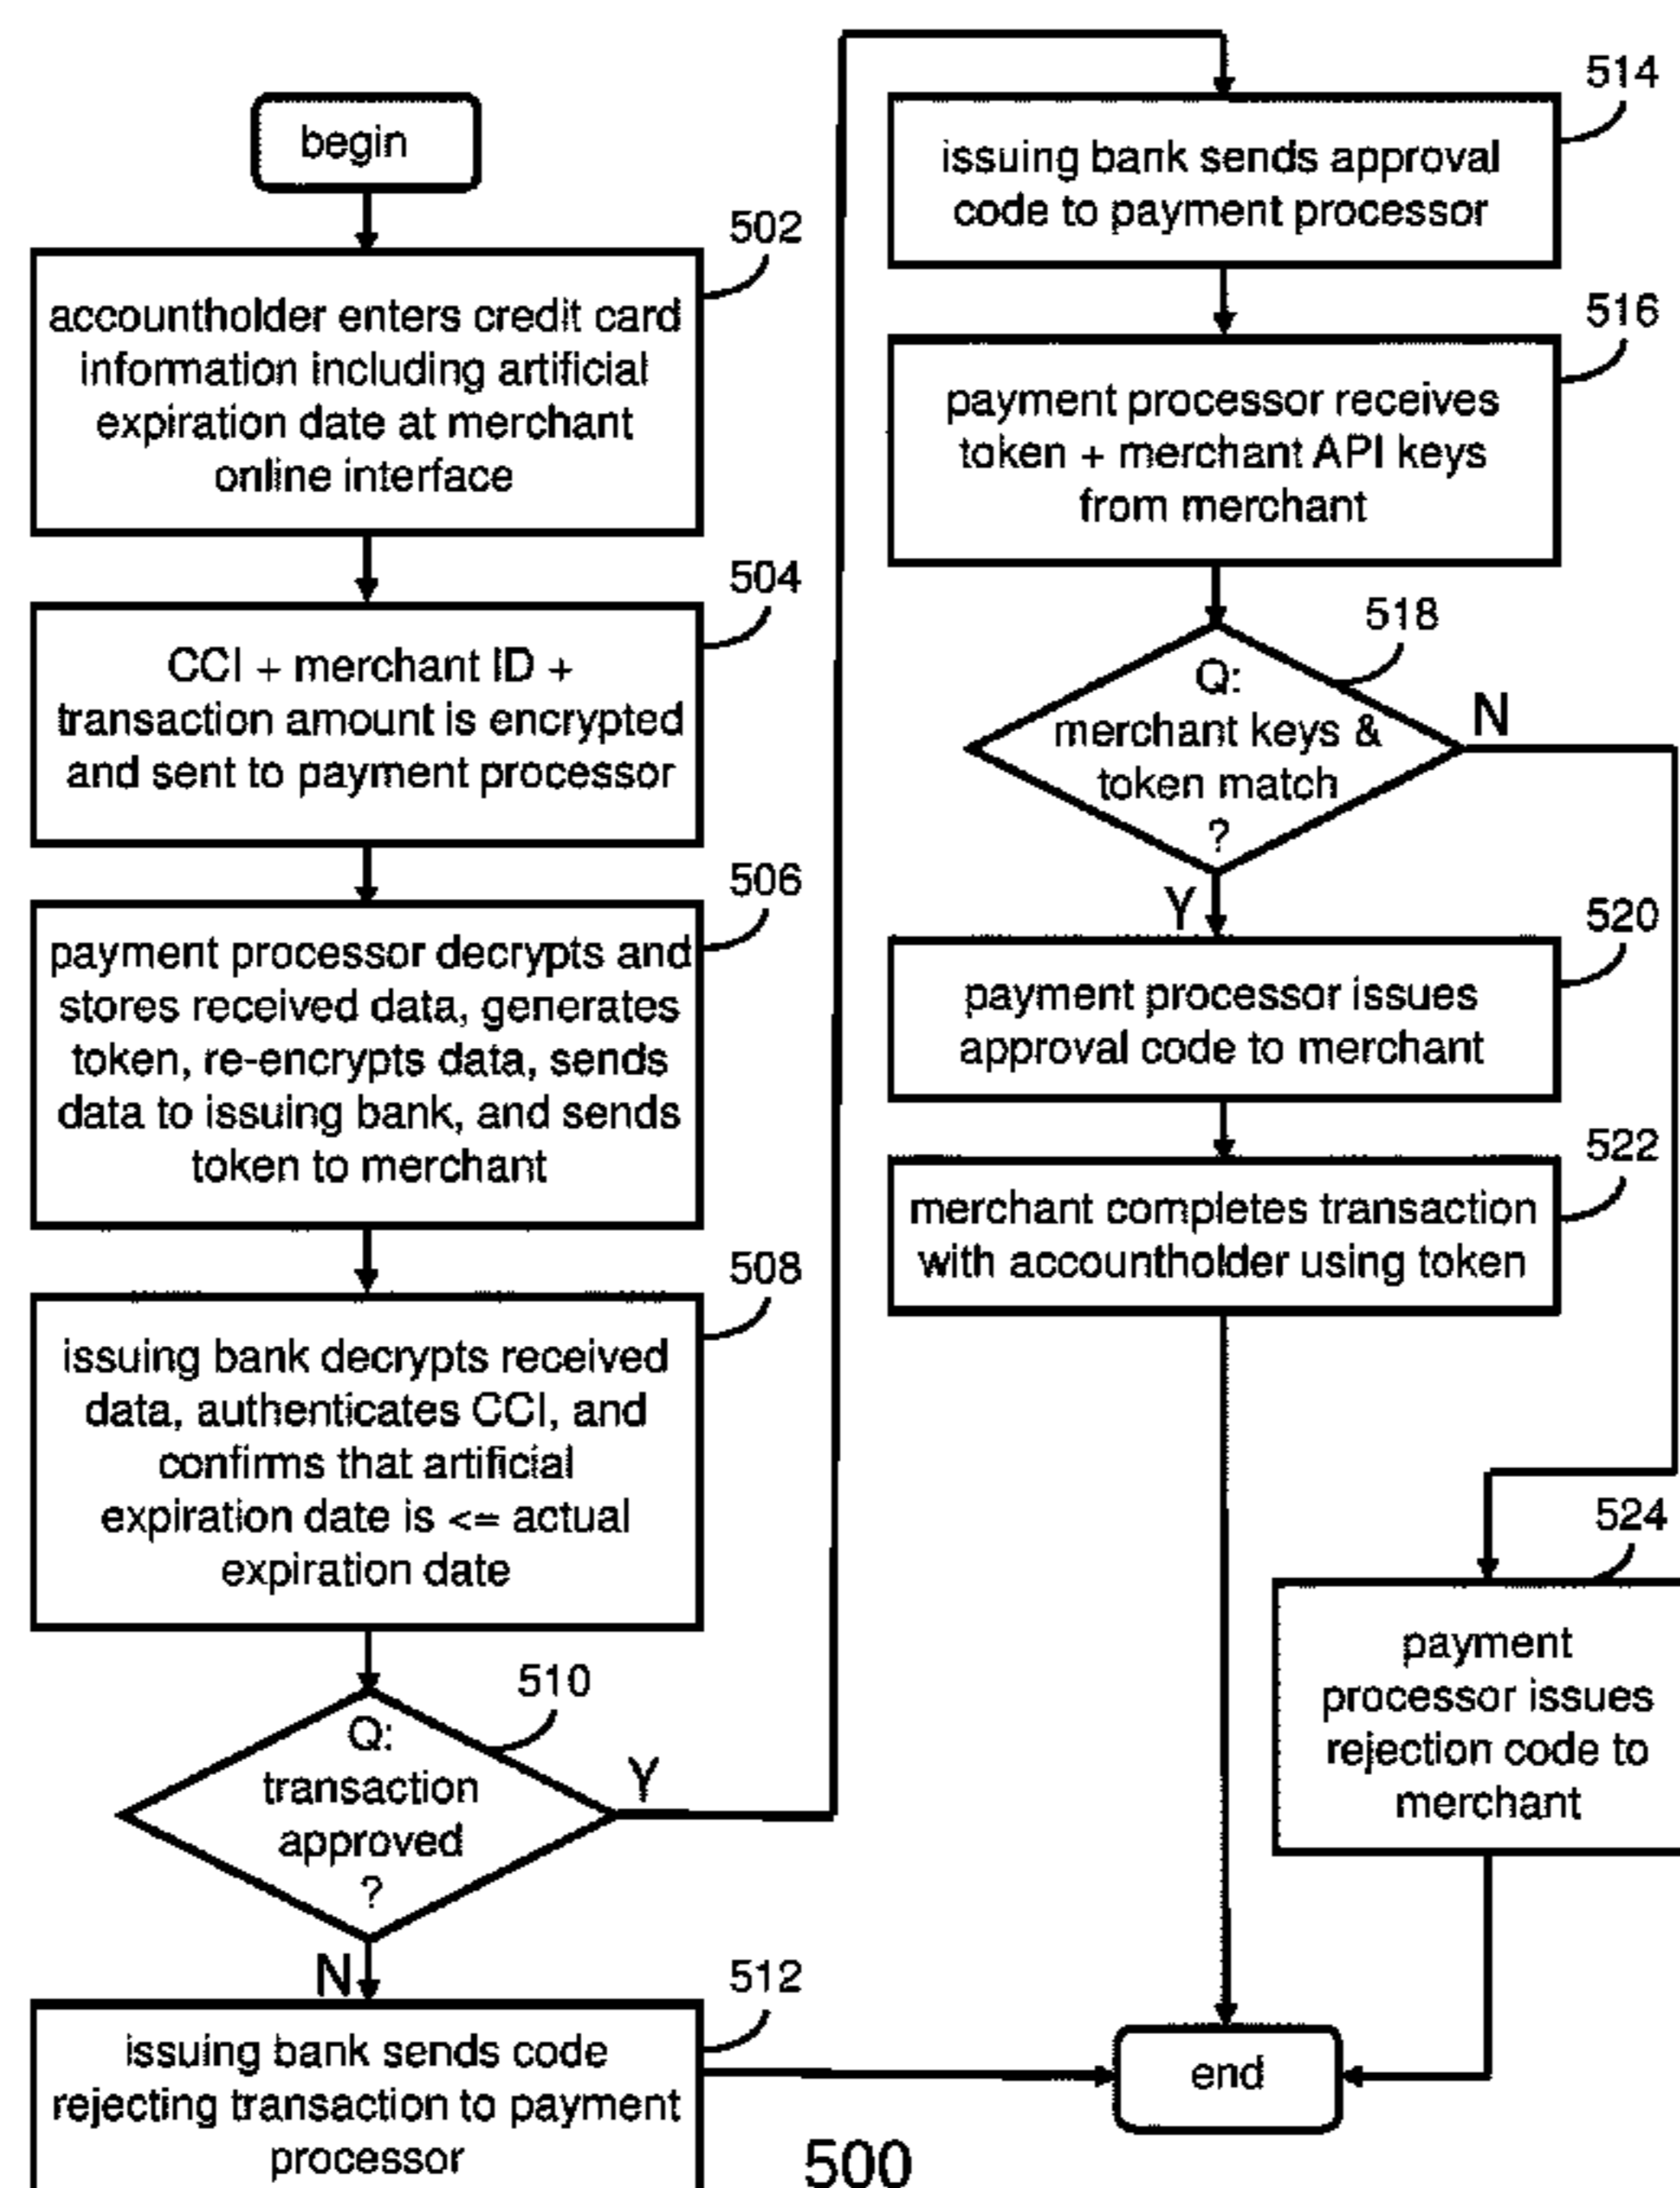 begin
502
accountholder enters credit card
information including artificial
expiration date at merchant
online interface
504
CCI + merchant ID +
transaction amount is encrypted
and sent to payment processor
506
payment processor decrypts and
stores received data, generates
token, re-encrypts data, sends
data to issuing bank, and sends
token to merchant
508
issuing bank decrypts received
data, authenticates CCI, and
confirms that artificial
expiration date is <= actual
expiration date
510
Q:
transaction
approved
?
Y
N
512
issuing bank sends code
rejecting transaction to payment
processor
514
issuing bank sends approval
code to payment processor
516
payment processor receives
token + merchant API keys
from merchant
518
Q:
merchant keys &
token match
?
N
Y
520
payment processor issues
approval code to merchant
522
merchant completes transaction
with accountholder using token
524
payment
processor issues
rejection code to
merchant
end
500